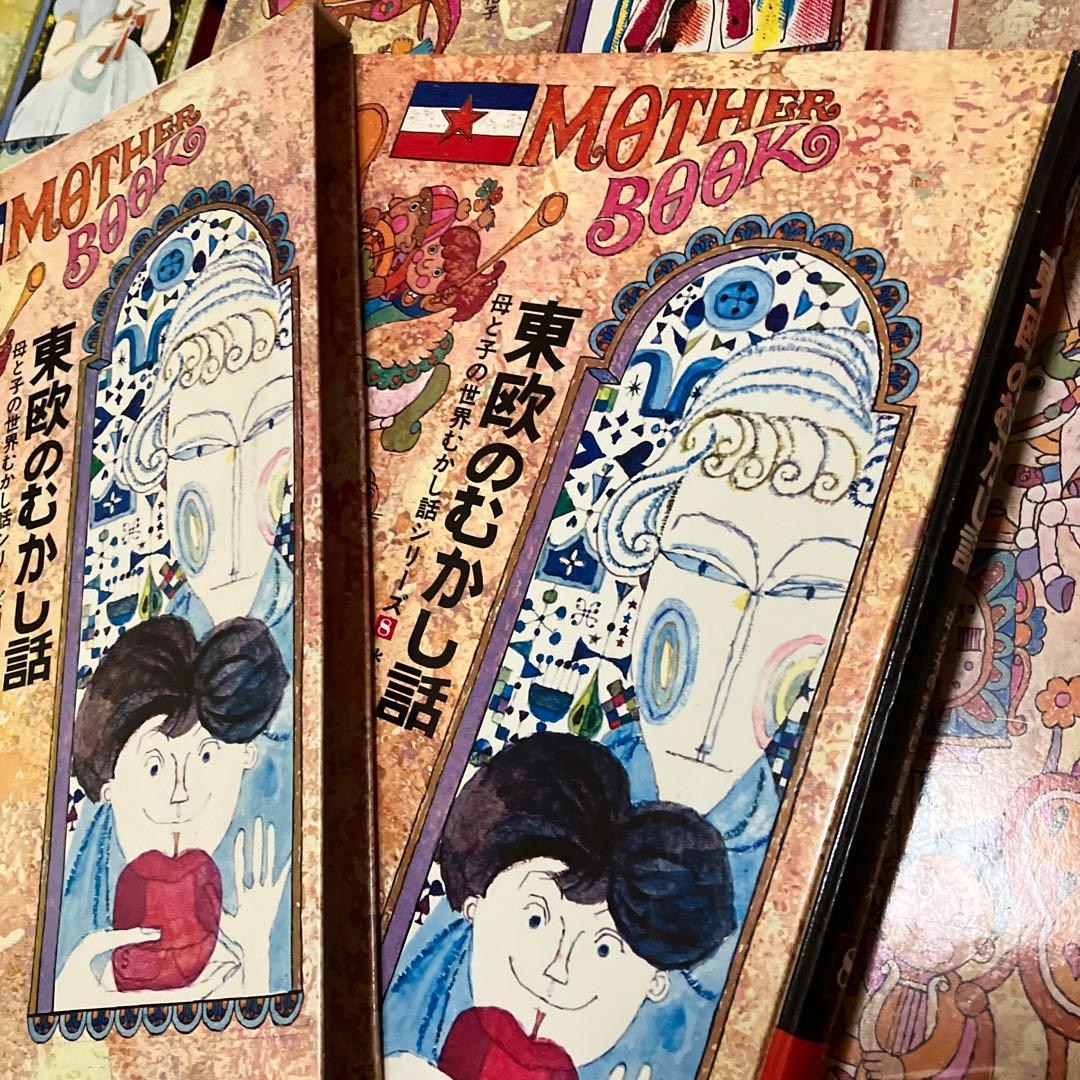 MOTHER
BOOK
東欧のむかし話
母と子の世界むかし話シリーズ
MOTHER
BOOK
東欧のむかし話
母と子の世界むかし話シリーズ 8
子